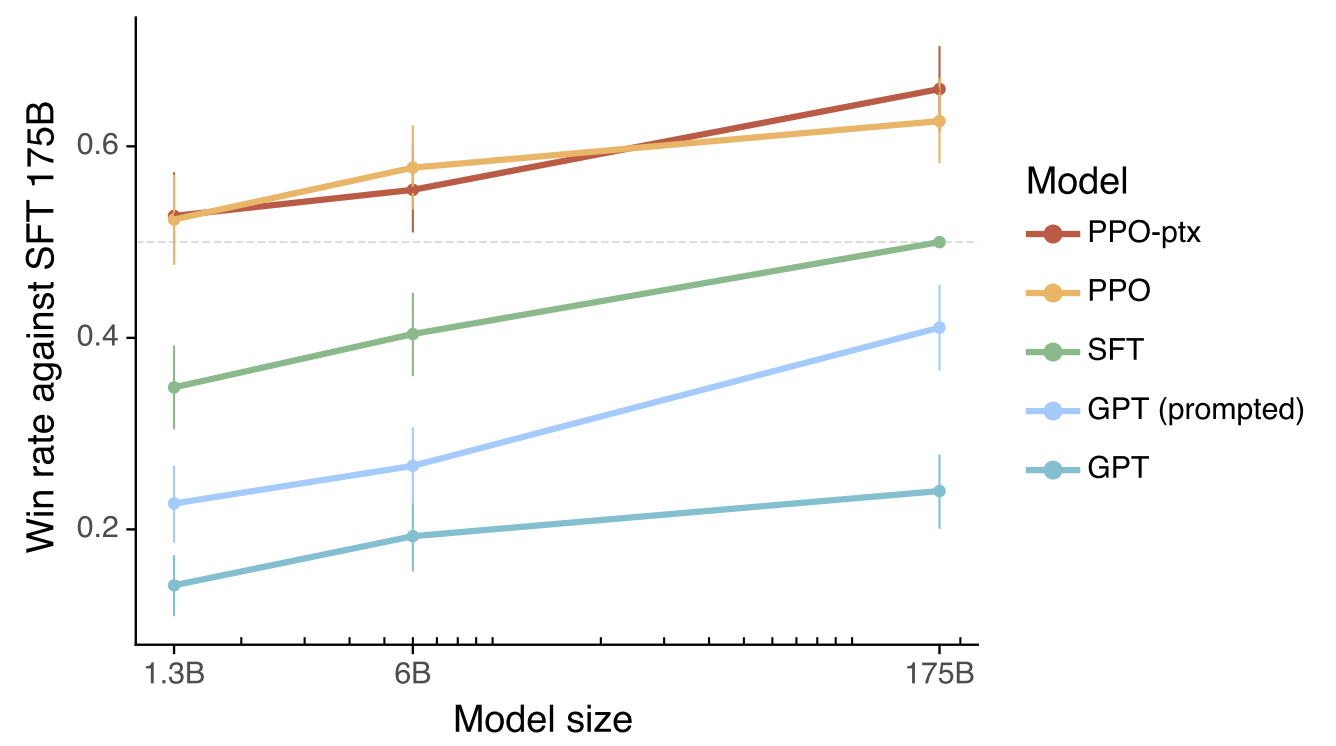 Win rate against SFT 175B
0.6
0.4
0.2
1.3B
6B
175B
Model size
Model
PPO-ptx
PPO
SFT
GPT (prompted)
GPT